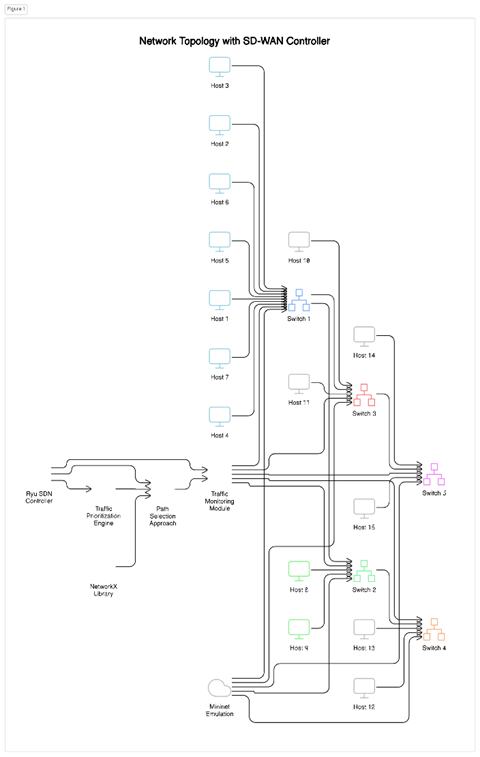 Figure 1
Network Topology with SD-WAN Controller
Host 3
Host 2
Host 6
Host 5
Host 10
Host 1
Switch 1
Host 7
Host 14
Host 11
Switch 3
Host 4
Ryu SDN
Controller
Traffic
Prioritization
Engine
Path
Selection
Approach
Traffic
Monitoring
Module
Switch 5
Host 15
NetworkX
Library
Host 8
Switch 2
Host 9
Host 13
Switch 4
Mininet
Emulation
Host 12